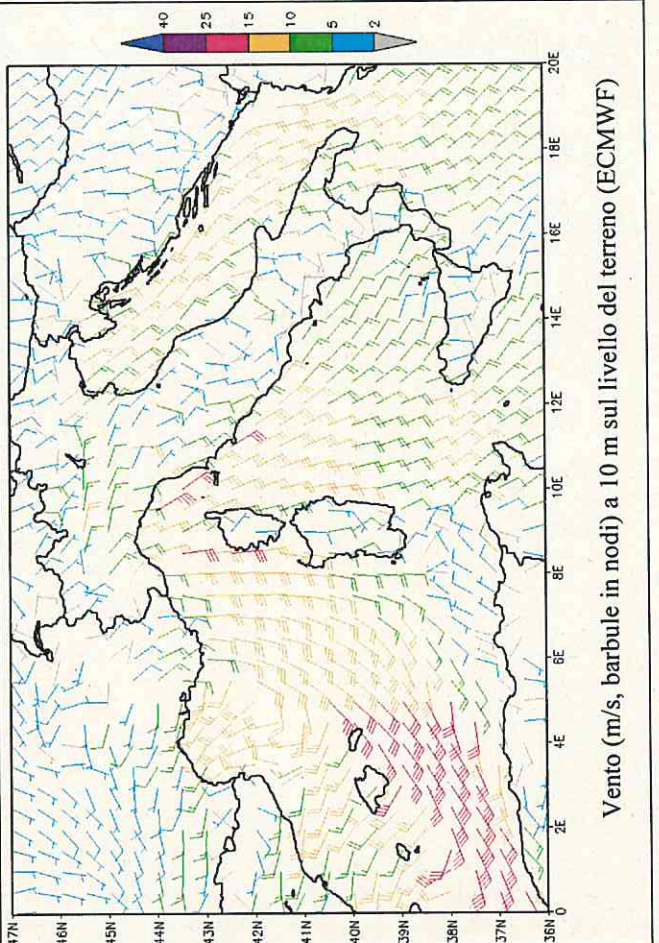 40
25
15
10
5
2
47N
46N
45N
44N
43N
42N
41N
40N
39N
38N
37N
36N
0
2E
4E
6E
8E
10E
12E
14E
16E
18E
20E
Vento (m/s, barbule in nodi) a 10 m sul livello del terreno (ECMWF)